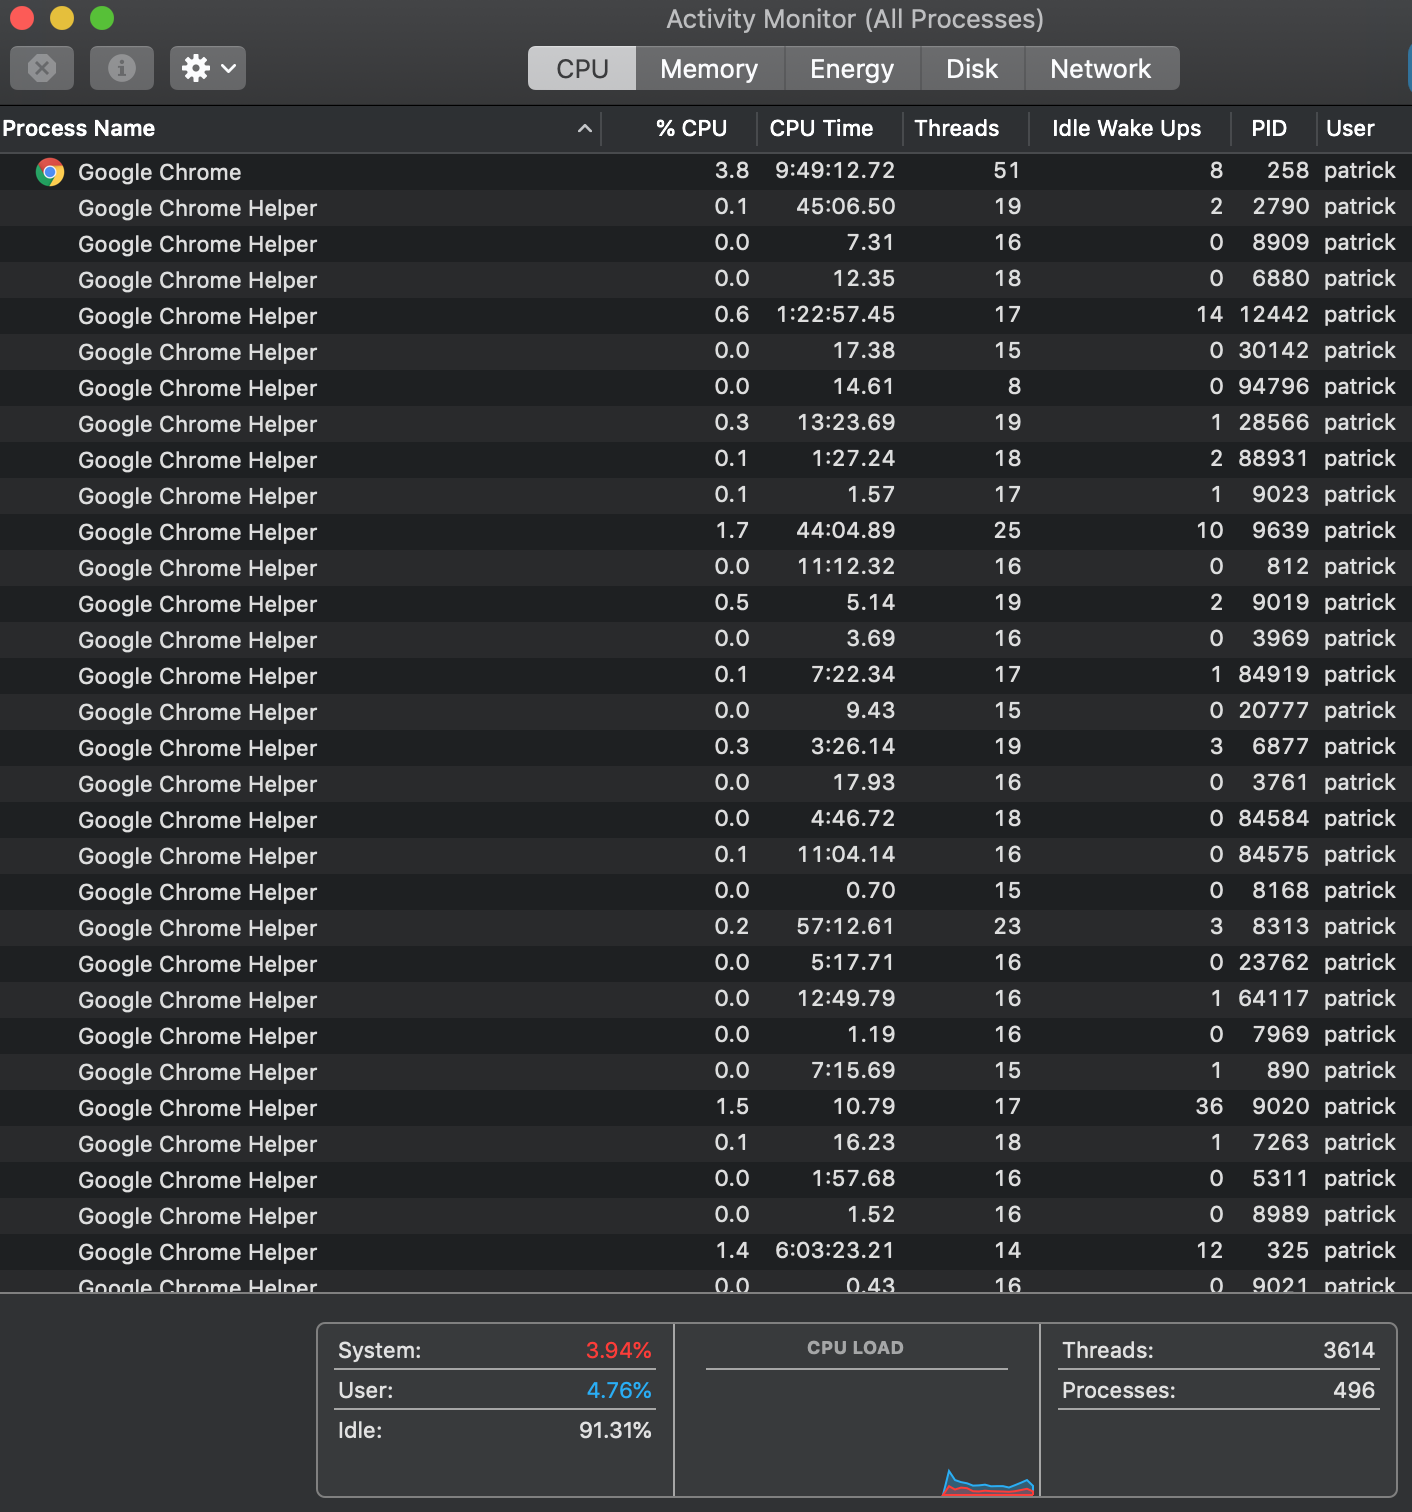 Activity Monitor (All Processes)
CPU Memory Energy Disk Network
Process Name % CPU CPU Time Threads Idle Wake Ups PID User
Google Chrome 3.8 9:49:12.72 51 8 258 patrick
Google Chrome Helper 0.1 45:06.50 19 2 2790 patrick
Google Chrome Helper 0.0 7.31 16 0 8909 patrick
Google Chrome Helper 0.0 12.35 18 0 6880 patrick
Google Chrome Helper 0.6 1:22:57.45 17 14 12442 patrick
Google Chrome Helper 0.0 17.38 15 0 30142 patrick
Google Chrome Helper 0.0 14.61 8 0 94796 patrick
Google Chrome Helper 0.3 13:23.69 19 1 28566 patrick
Google Chrome Helper 0.1 1:27.24 18 2 88931 patrick
Google Chrome Helper 0.1 1.57 17 1 9023 patrick
Google Chrome Helper 1.7 44:04.89 25 10 9639 patrick
Google Chrome Helper 0.0 11:12.32 16 0 812 patrick
Google Chrome Helper 0.5 5.14 19 2 9019 patrick
Google Chrome Helper 0.0 3.69 16 0 3969 patrick
Google Chrome Helper 0.1 7:22.34 17 1 84919 patrick
Google Chrome Helper 0.0 9.43 15 0 20777 patrick
Google Chrome Helper 0.3 3:26.14 19 3 6877 patrick
Google Chrome Helper 0.0 17.93 16 0 3761 patrick
Google Chrome Helper 0.0 4:46.72 18 0 84584 patrick
Google Chrome Helper 0.1 11:04.14 16 0 84575 patrick
Google Chrome Helper 0.0 0.70 15 0 8168 patrick
Google Chrome Helper 0.2 57:12.61 23 3 8313 patrick
Google Chrome Helper 0.0 5:17.71 16 0 23762 patrick
Google Chrome Helper 0.0 12:49.79 16 1 64117 patrick
Google Chrome Helper 0.0 1.19 16 0 7969 patrick
Google Chrome Helper 0.0 7:15.69 15 1 890 patrick
Google Chrome Helper 1.5 10.79 17 36 9020 patrick
Google Chrome Helper 0.1 16.23 18 1 7263 patrick
Google Chrome Helper 0.0 1:57.68 16 0 5311 patrick
Google Chrome Helper 0.0 1.52 16 0 8989 patrick
Google Chrome Helper 1.4 6:03:23.21 14 12 325 patrick
Google Chrome Helper 0.0 0.43 16 0 9021 patrick
System: 3.94% CPU LOAD Threads: 3614
User: 4.76% Processes: 496
Idle: 91.31%